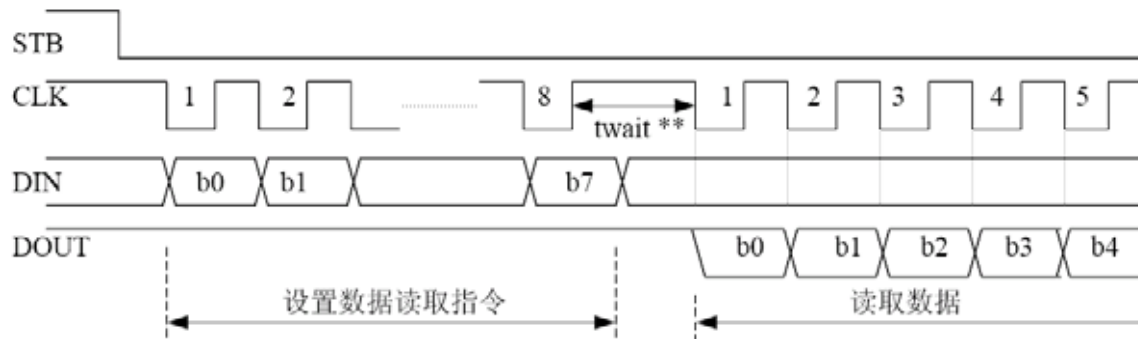 STB
CLK 1 2 8 1 2 3 4 5
twait **
DIN b0 b1 b7
DOUT b0 b1 b2 b3 b4
设置数据读取指令 读取数据